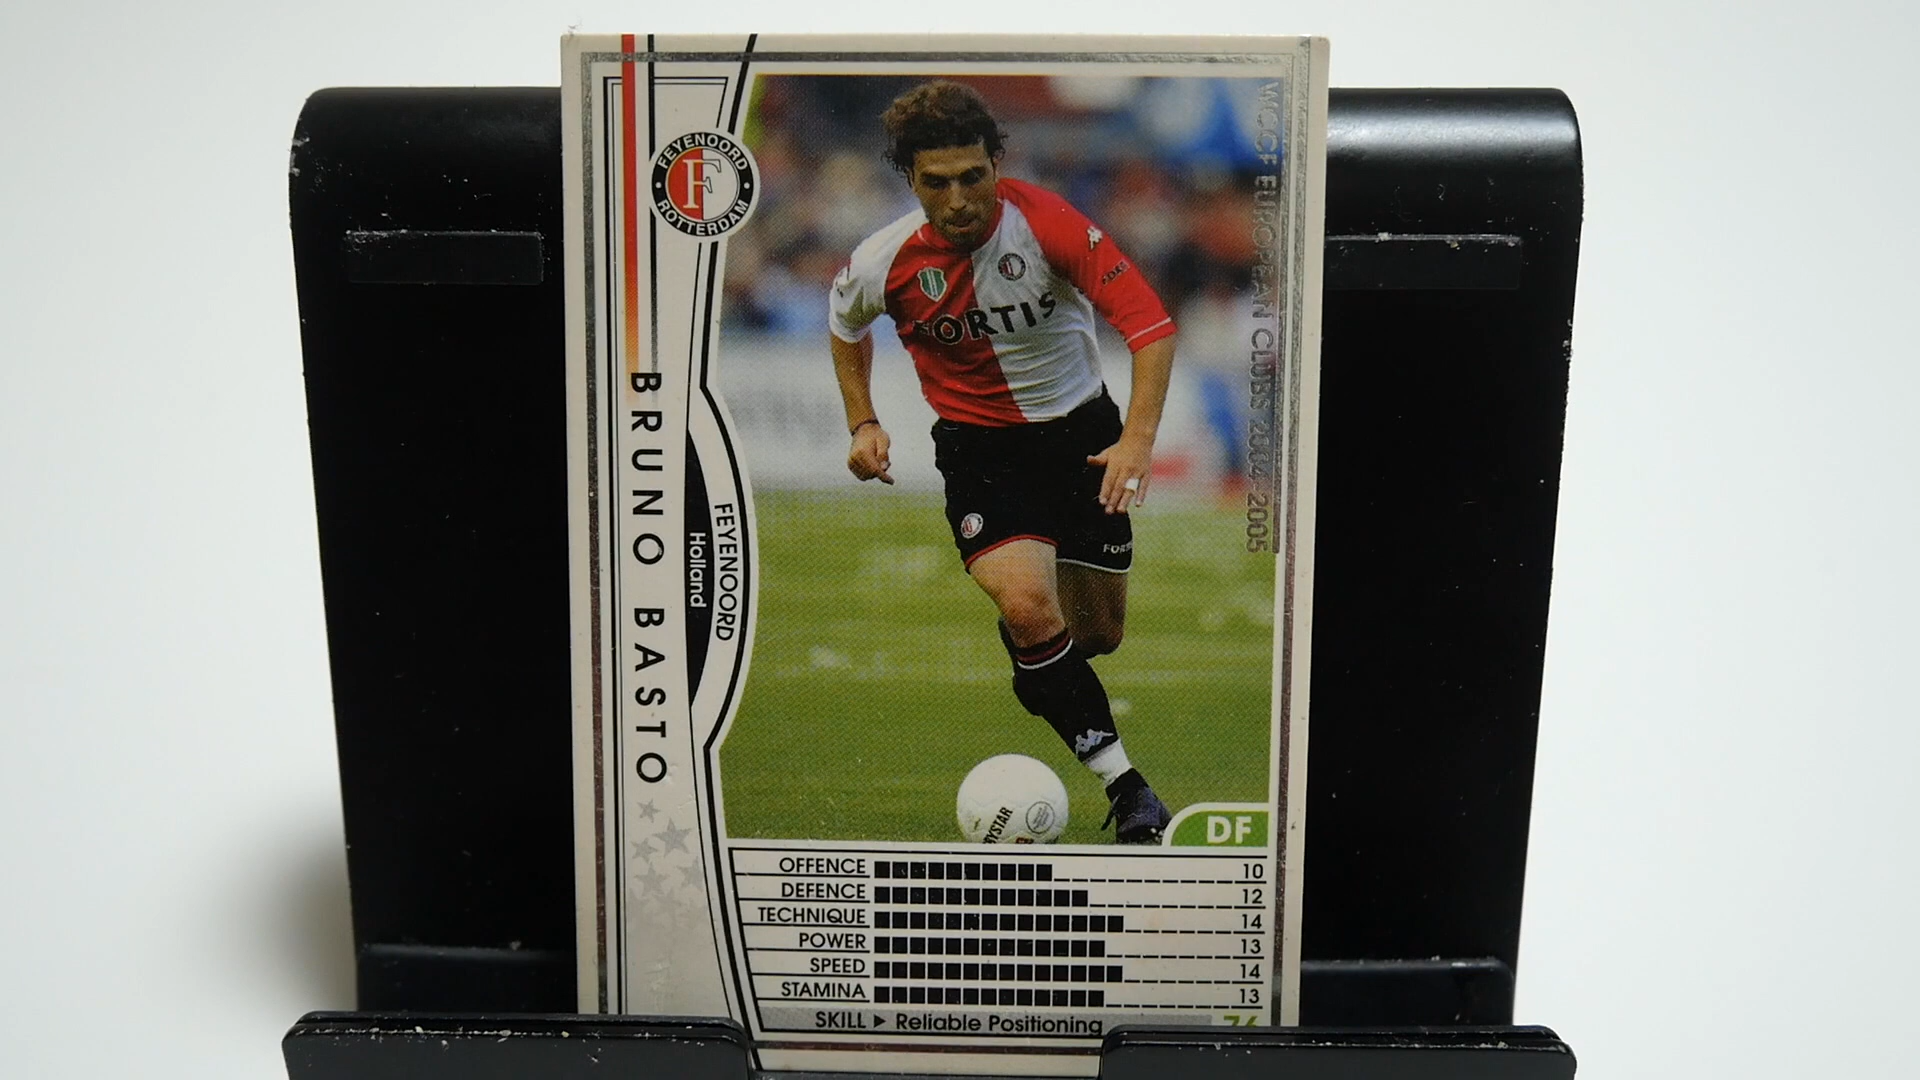 FEYENOORD
F
ROTTERDAM
BRUNO BASTO
FEYENOORD
Holland
WCCF EUROPEAN CLUBS 2004-2005
FORTIS
DF
OFFENCE 10
DEFENCE 12
TECHNIQUE 14
POWER 13
SPEED 14
STAMINA 13
SKILL ▶ Reliable Positioning 76